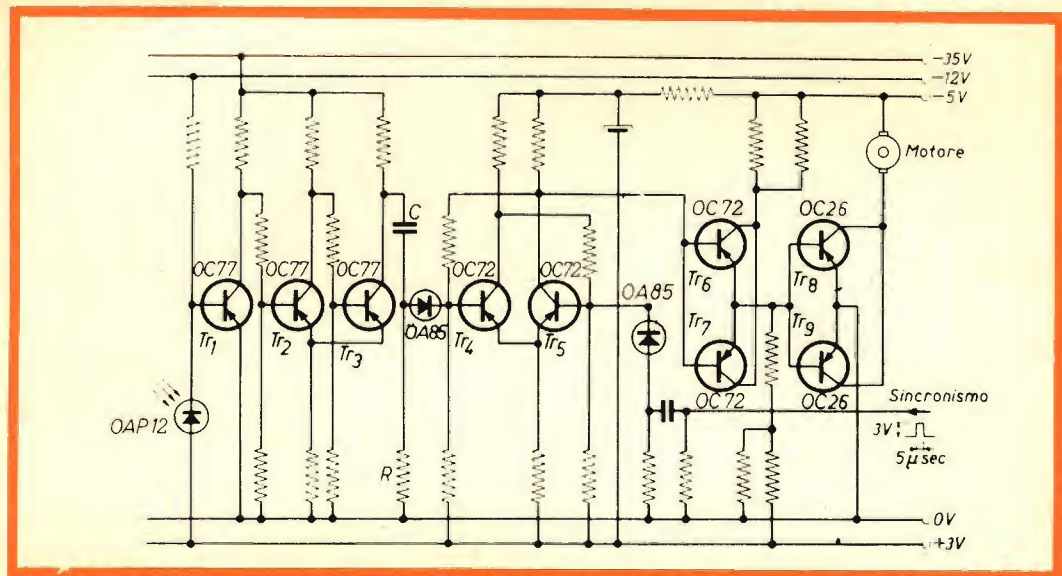 -35V
-12V
-5V
Motore
OC72
OC26
C
OC77
OC77
OC77
OC72
OC72
OA85
Tr6
Tr8
Tr1
Tr2
Tr3
OA85
Tr4
Tr5
Tr7
Tr9
OC72
OC26
OAP12
Sincronismo
3V
5µsec
R
0V
+3V